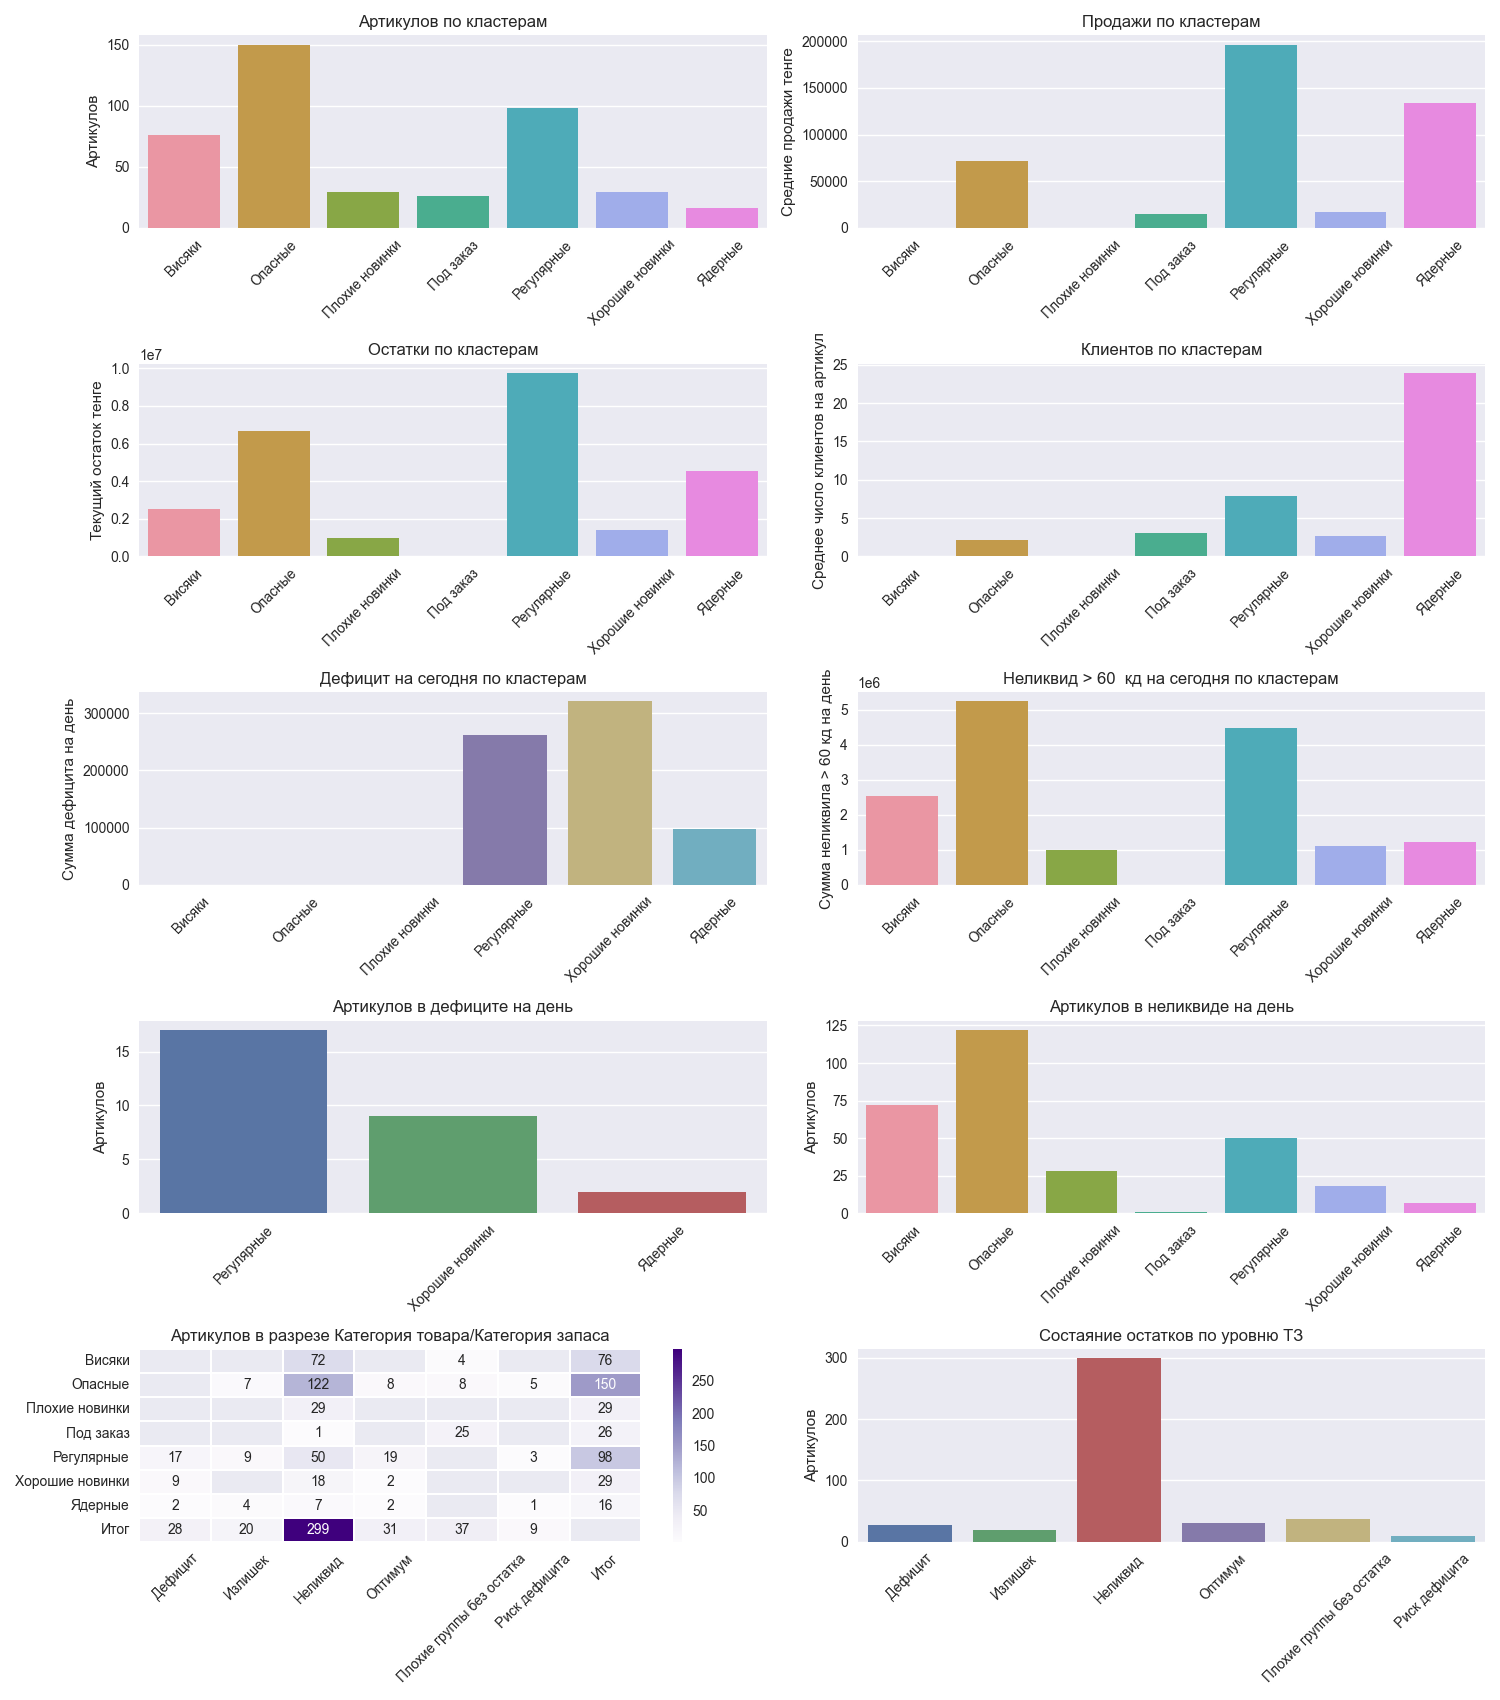 Артикулов по кластерам
Артикулов
150
100
50
0
Висяки
Опасные
Плохие новинки
Под заказ
Регулярные
Хорошие новинки
Ядерные
Продажи по кластерам
Средние продажи тенге
200000
150000
100000
50000
0
Висяки
Опасные
Плохие новинки
Под заказ
Регулярные
Хорошие новинки
Ядерные
Остатки по кластерам
1e7
Текущий остаток тенге
1.0
0.8
0.6
0.4
0.2
0.0
Висяки
Опасные
Плохие новинки
Под заказ
Регулярные
Хорошие новинки
Ядерные
Клиентов по кластерам
Среднее число клиентов на артикул
25
20
15
10
5
0
Висяки
Опасные
Плохие новинки
Под заказ
Регулярные
Хорошие новинки
Ядерные
Дефицит на сегодня по кластерам
Сумма дефицита на день
300000
200000
100000
0
Висяки
Опасные
Плохие новинки
Регулярные
Хорошие новинки
Ядерные
Неликвид > 60 кд на сегодня по кластерам
1e6
Сумма неликвила > 60 кд на день
5
4
3
2
1
0
Висяки
Опасные
Плохие новинки
Под заказ
Регулярные
Хорошие новинки
Ядерные
Артикулов в дефиците на день
Артикулов
15
10
5
0
Регулярные
Хорошие новинки
Ядерные
Артикулов в неликвиде на день
Артикулов
125
100
75
50
25
0
Висяки
Опасные
Плохие новинки
Под заказ
Регулярные
Хорошие новинки
Ядерные
Артикулов в разрезе Категория товара/Категория запаса
Висяки 72 4 76
Опасные 7 122 8 8 5 150
Плохие новинки 29 29
Под заказ 1 25 26
Регулярные 17 9 50 19 3 98
Хорошие новинки 9 18 2 29
Ядерные 2 4 7 2 1 16
Итог 28 20 299 31 37 9
Дефицит
Излишек
Неликвид
Оптимум
Плохие группы без остатка
Риск дефицита
Итог
250
200
150
100
50
Состаяние остатков по уровню ТЗ
Артикулов
300
200
100
0
Дефицит
Излишек
Неликвид
Оптимум
Плохие группы без остатка
Риск дефицита